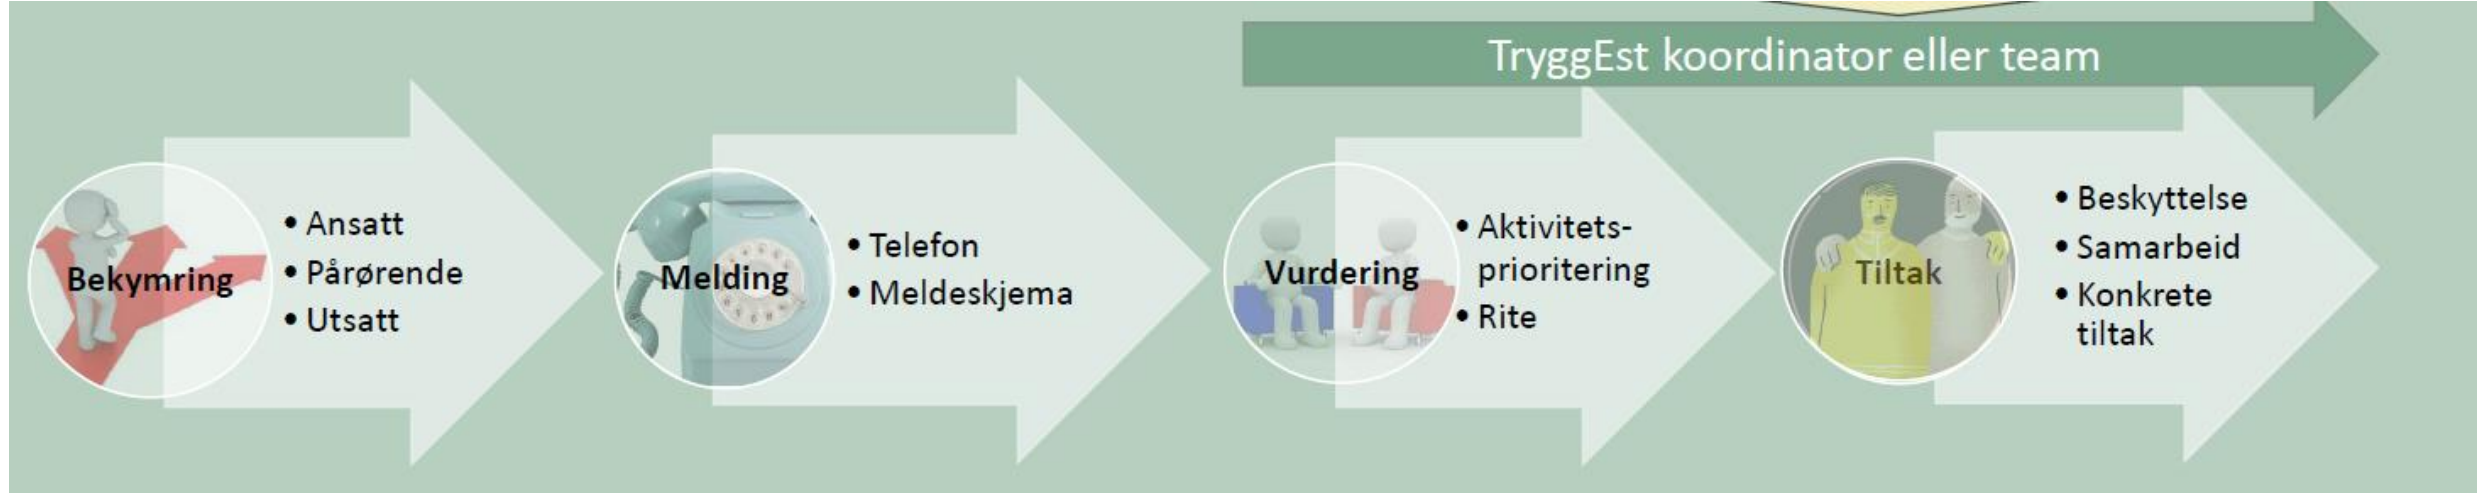 TryggEst koordinator eller team
Bekymring
• Ansatt
• Pårørende
• Utsatt
Melding
• Telefon
• Meldeskjema
Vurdering
• Aktivitets-
prioritering
• Rite
Tiltak
• Beskyttelse
• Samarbeid
• Konkrete
tiltak